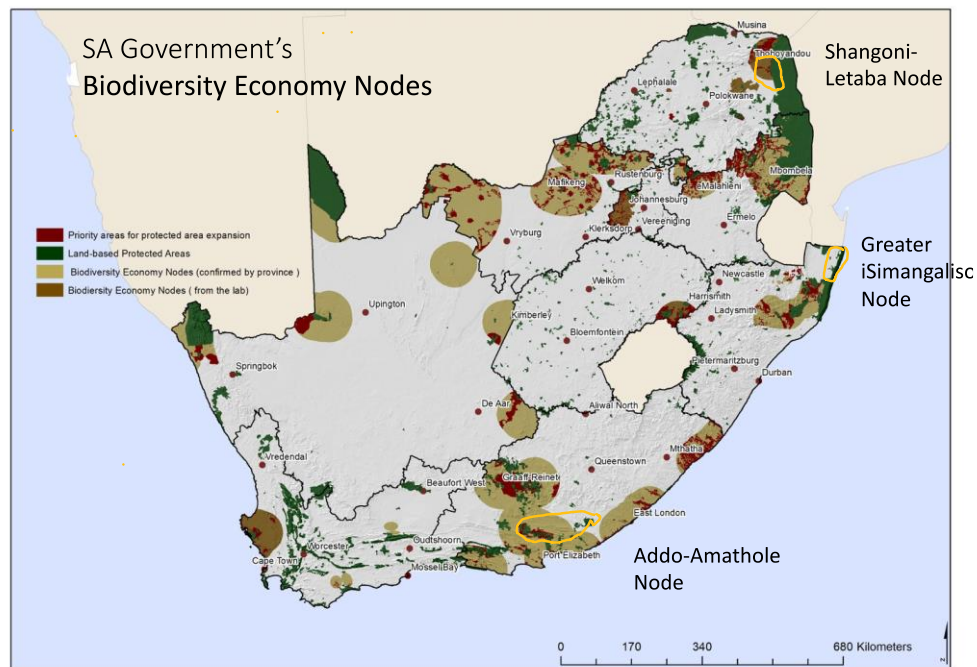 SA Government's
Biodiversity Economy Nodes
Musina
Thohoyandou
Shangoni-
Letaba Node
Lephalale
Polokwane
Mbombela
Rustenburg
Mafikeng
eMalahleni
Johannesburg
Ermelo
Vereeniging
Klerksdorp
Vryburg
Priority areas for protected area expansion
Land-based Protected Areas
Biodiversity Economy Nodes (confirmed by province )
Biodiersity Economy Nodes ( from the lab)
Greater
iSimangaliso
Node
Newcastle
Welkom
Harrismith
Ladysmith
Upington
Kimberley
Bloemfontein
Pietermaritzburg
Durban
Springbok
De Aar
Aliwal North
Mthatha
Queenstown
Vredendal
Beaufort West
Graaff Reinet
East London
Port Elizabeth
Addo-Amathole
Node
Oudtshoorn
Worcester
Cape Town
Mossel Bay
0 170 340 680 Kilometers
N